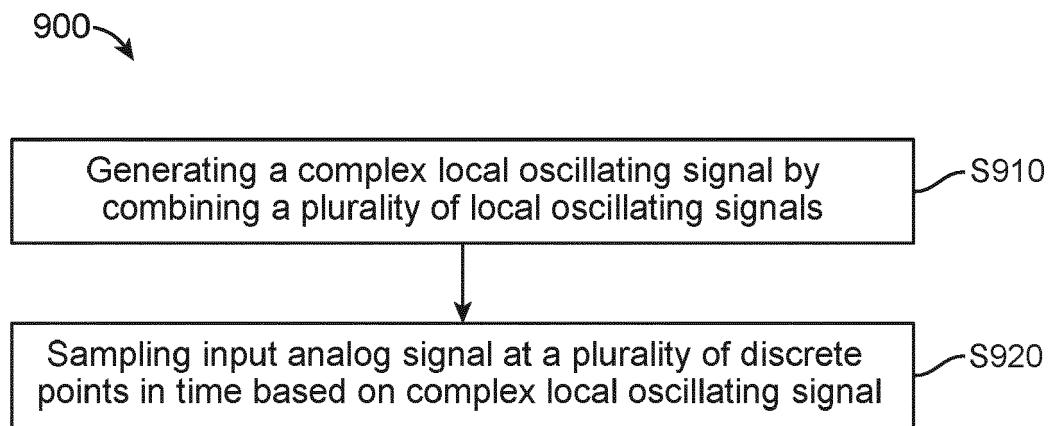 900
Generating a complex local oscillating signal by
combining a plurality of local oscillating signals
S910
Sampling input analog signal at a plurality of discrete
points in time based on complex local oscillating signal
S920